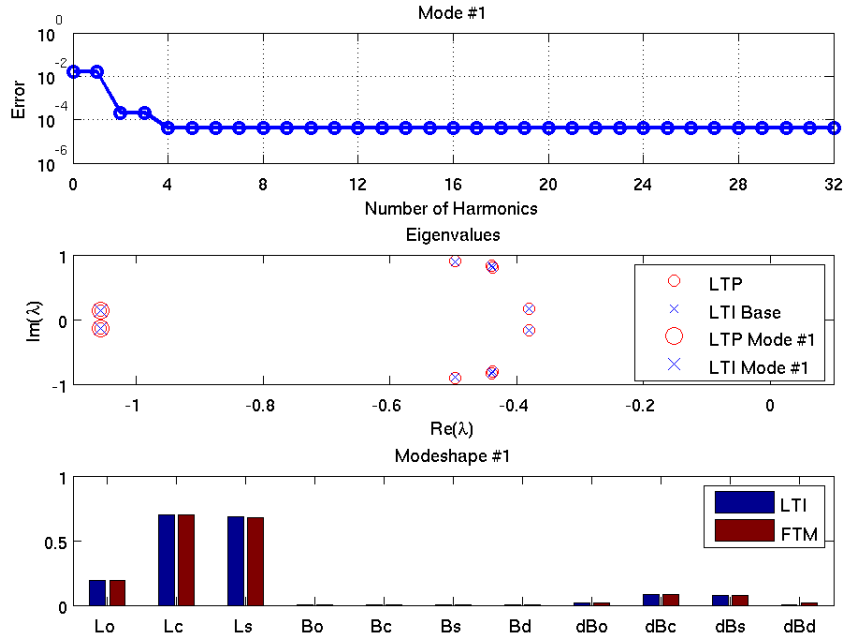 Mode #1
10^0
10^-2
10^-4
10^-6
Error
0 4 8 12 16 20 24 28 32
Number of Harmonics
Eigenvalues
1
0
-1
Im(λ)
LTP
LTI Base
LTP Mode #1
LTI Mode #1
-1 -0.8 -0.6 -0.4 -0.2 0
Re(λ)
Modeshape #1
1
0.5
0
LTI
FTM
Lo Lc Ls Bo Bc Bs Bd dBo dBc dBs dBd